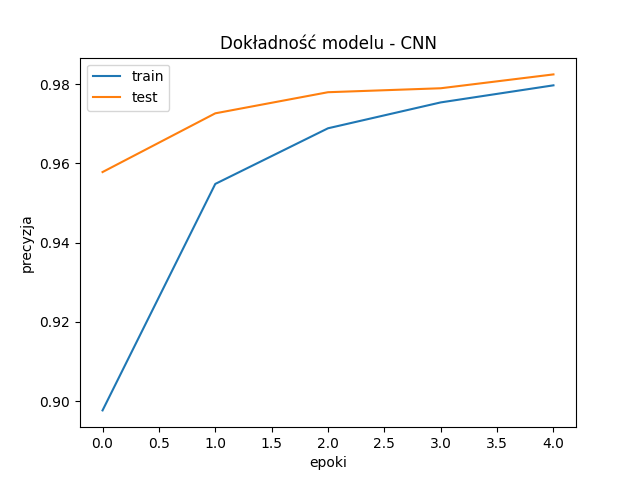 Dokładność modelu - CNN
train
test
0.98
0.96
0.94
0.92
0.90
precyzja
0.0 0.5 1.0 1.5 2.0 2.5 3.0 3.5 4.0
epoki